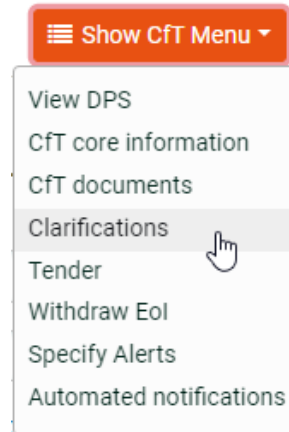 Show CfT Menu
View DPS
CfT core information
CfT documents
Clarifications
Tender
Withdraw EoI
Specify Alerts
Automated notifications